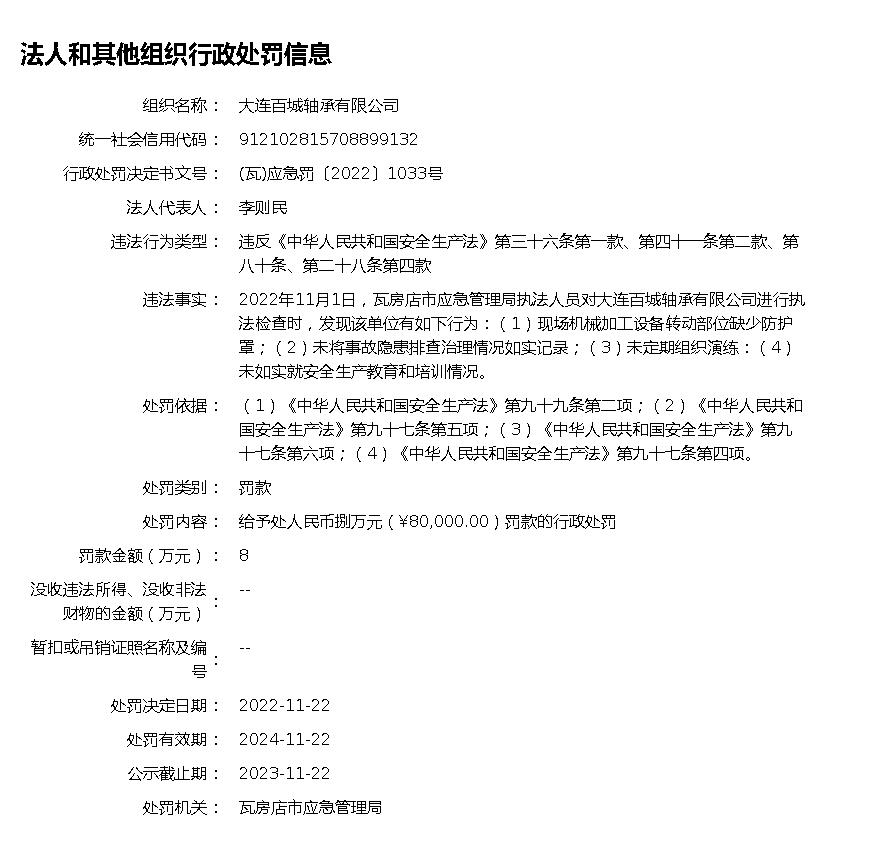 法人和其他组织行政处罚信息
组织名称： 大连百城轴承有限公司
统一社会信用代码： 912102815708899132
行政处罚决定书文号： (瓦)应急罚〔2022〕1033号
法人代表人： 李则民
违法行为类型： 违反《中华人民共和国安全生产法》第三十六条第一款、第四十一条第二款、第
八十条、第二十八条第四款
违法事实： 2022年11月1日，瓦房店市应急管理局执法人员对大连百城轴承有限公司进行执
法检查时，发现该单位有如下行为：（1）现场机械加工设备转动部位缺少防护
罩；（2）未将事故隐患排查治理情况如实记录；（3）未定期组织演练：（4）
未如实就安全生产教育和培训情况。
处罚依据： （1）《中华人民共和国安全生产法》第九十九条第二项；（2）《中华人民共和
国安全生产法》第九十七条第五项；（3）《中华人民共和国安全生产法》第九
十七条第六项；（4）《中华人民共和国安全生产法》第九十七条第四项。
处罚类别： 罚款
处罚内容： 给予处人民币捌万元（¥80,000.00）罚款的行政处罚
罚款金额（万元）： 8
没收违法所得、没收非法
财物的金额（万元）： --
暂扣或吊销证照名称及编
号： --
处罚决定日期： 2022-11-22
处罚有效期： 2024-11-22
公示截止期： 2023-11-22
处罚机关： 瓦房店市应急管理局